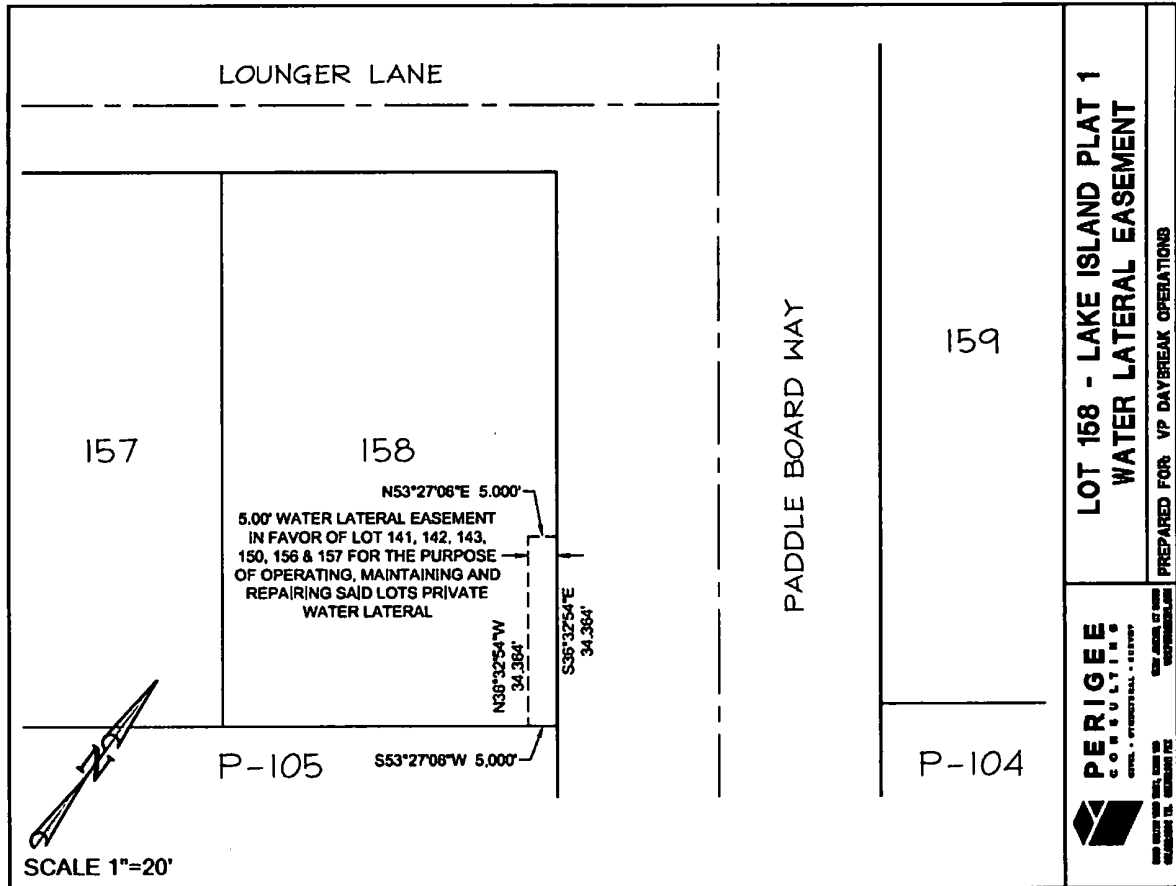 LOUNGER LANE
157
158
N53°27'06"E 5.000'
5.00' WATER LATERAL EASEMENT
IN FAVOR OF LOT 141, 142, 143,
150, 156 & 157 FOR THE PURPOSE
OF OPERATING, MAINTAINING AND
REPAIRING SAID LOTS PRIVATE
WATER LATERAL
N36°32'54"W
34.364'
S36°32'54"E
34.364'
S53°27'06"W 5.000'
P-105
PADDLE BOARD WAY
159
P-104
N
SCALE 1"=20'
LOT 158 - LAKE ISLAND PLAT 1
WATER LATERAL EASEMENT
PREPARED FOR: VP DAYBREAK OPERATIONS
PERIGEE
CONSULTING
CIVIL • STRUCTURAL • SURVEY